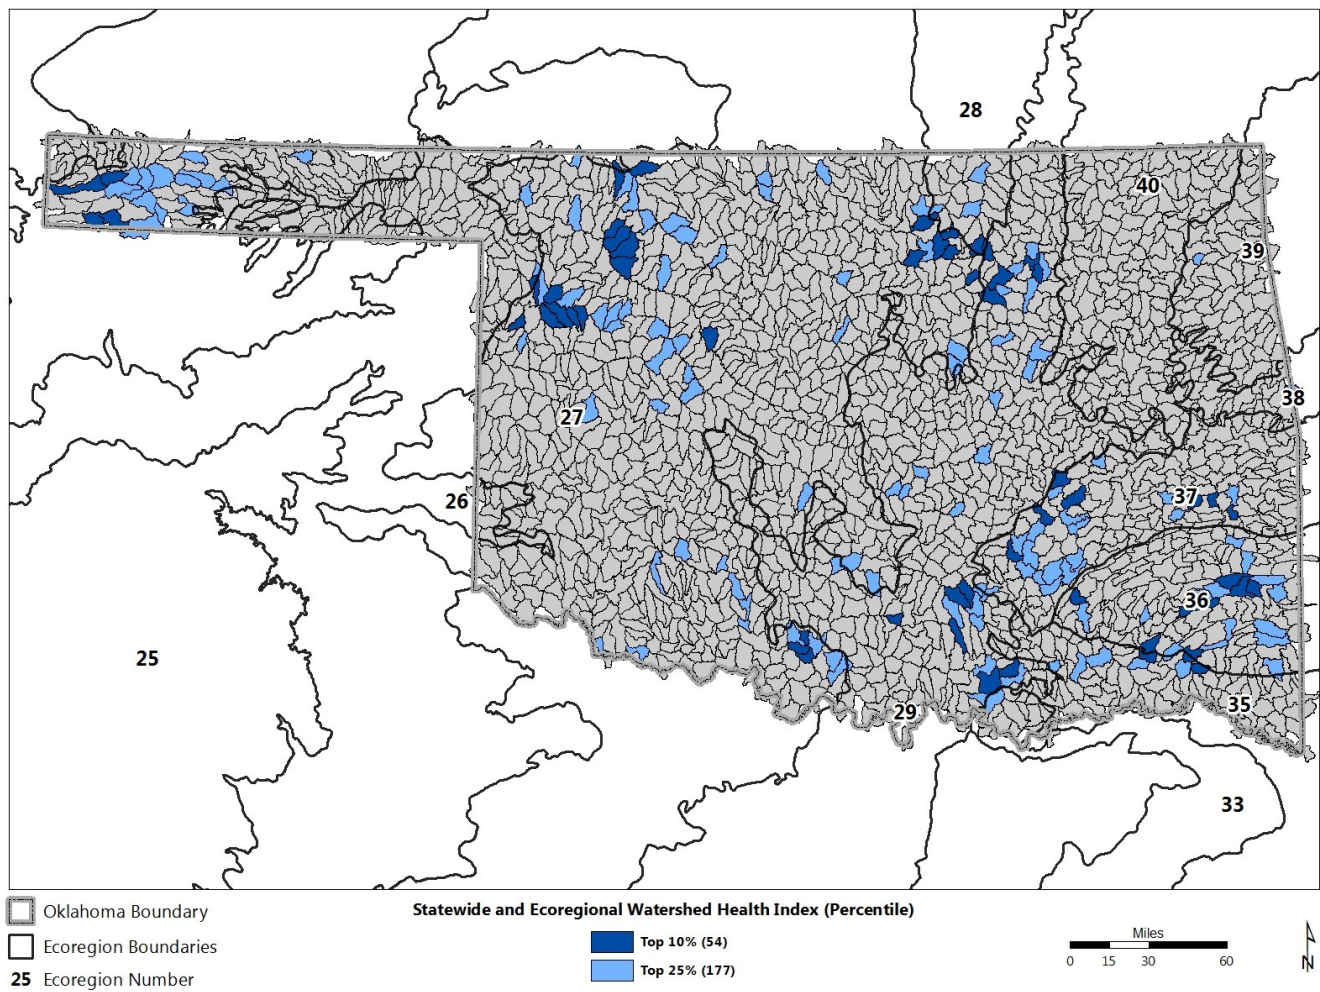 28
40
39
38
27
26
37
36
25
35
29
33
Oklahoma Boundary
Ecoregion Boundaries
25 Ecoregion Number
Statewide and Ecoregional Watershed Health Index (Percentile)
Top 10% (54)
Top 25% (177)
Miles
0 15 30 60
N